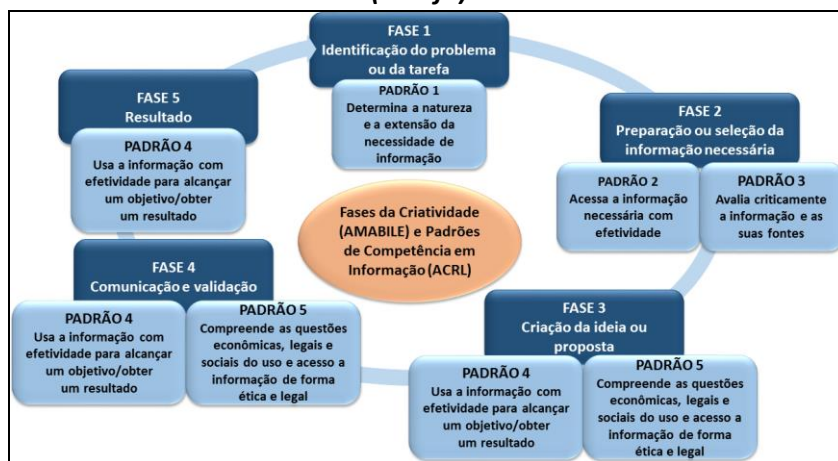 FASE 1
Identificação do problema
ou da tarefa
PADRÃO 1
Determina a natureza
e a extensão da
necessidade de
informação
FASE 2
Preparação ou seleção da
informação necessária
PADRÃO 2
Acessa a informação
necessária com
efetividade
PADRÃO 3
Avalia criticamente
a informação e as
suas fontes
FASE 3
Criação da ideia ou
proposta
PADRÃO 4
Usa a informação com
efetividade para alcançar
um objetivo/obter
um resultado
PADRÃO 5
Compreende as questões
econômicas, legais e
sociais do uso e acesso a
informação de forma
ética e legal
FASE 4
Comunicação e validação
PADRÃO 4
Usa a informação com
efetividade para alcançar
um objetivo/obter
um resultado
PADRÃO 5
Compreende as questões
econômicas, legais e
sociais do uso e acesso a
informação de forma
ética e legal
FASE 5
Resultado
PADRÃO 4
Usa a informação com
efetividade para alcançar
um objetivo/obter
um resultado
Fases da Criatividade
(AMABILE) e Padrões
de Competência em
Informação (ACRL)